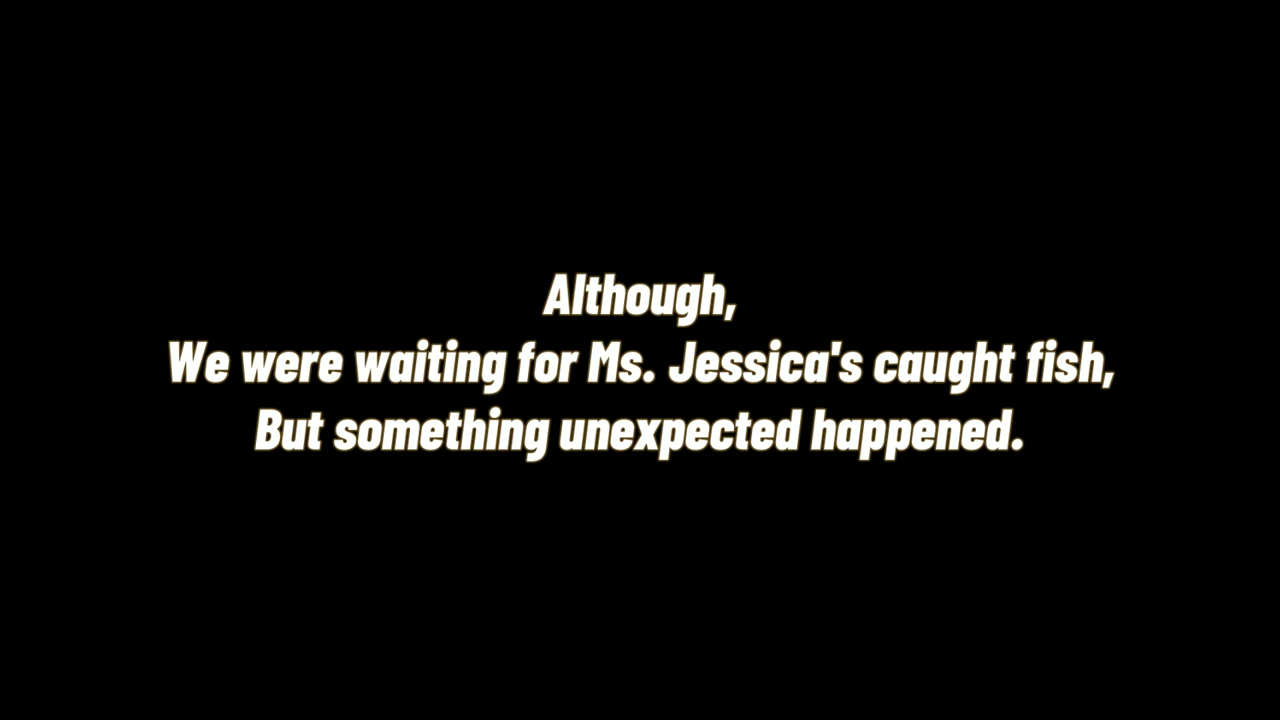 Although,
We were waiting for Ms. Jessica's caught fish,
But something unexpected happened.